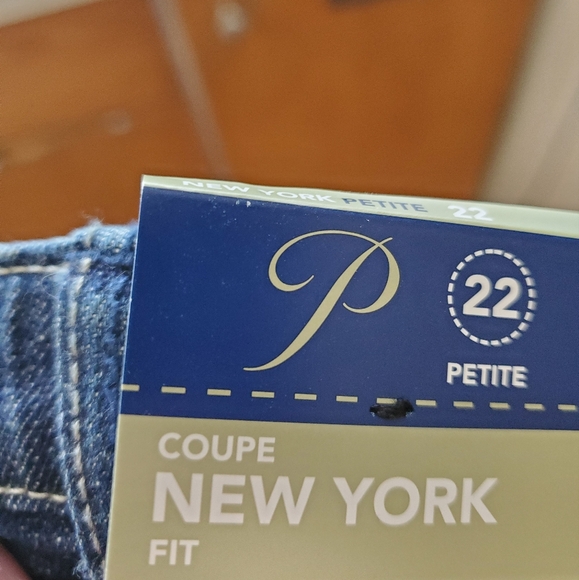 NEW YORK PETITE 22
P
22
PETITE
COUPE
NEW YORK
FIT